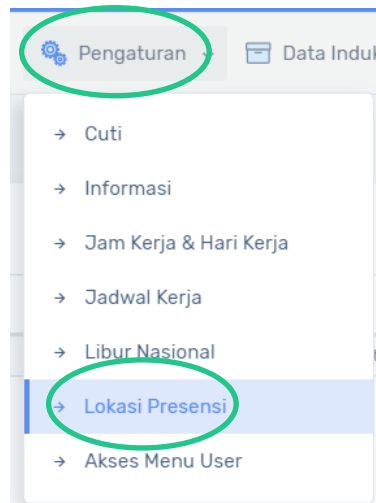 Pengaturan
Data Induk
→ Cuti
→ Informasi
→ Jam Kerja & Hari Kerja
→ Jadwal Kerja
→ Libur Nasional
→ Lokasi Presensi
→ Akses Menu User